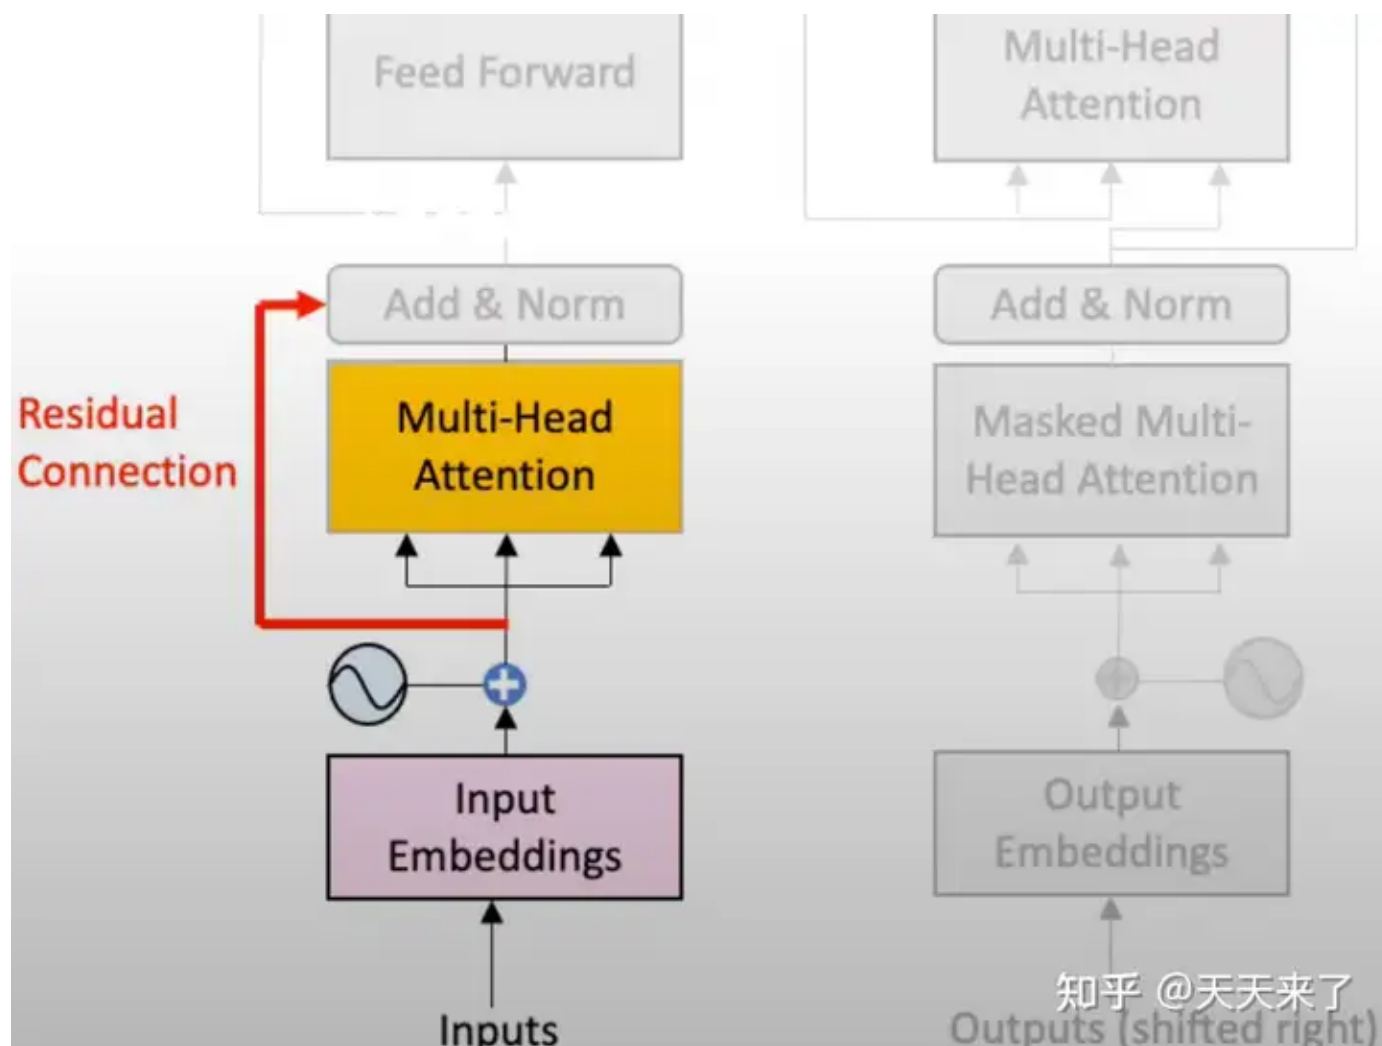 Feed Forward
Multi-Head
Attention
Add & Norm
Add & Norm
Residual
Connection
Multi-Head
Attention
Masked Multi-
Head Attention
Input
Embeddings
Output
Embeddings
知乎 @天天来了
Inputs
Outputs (shifted right)